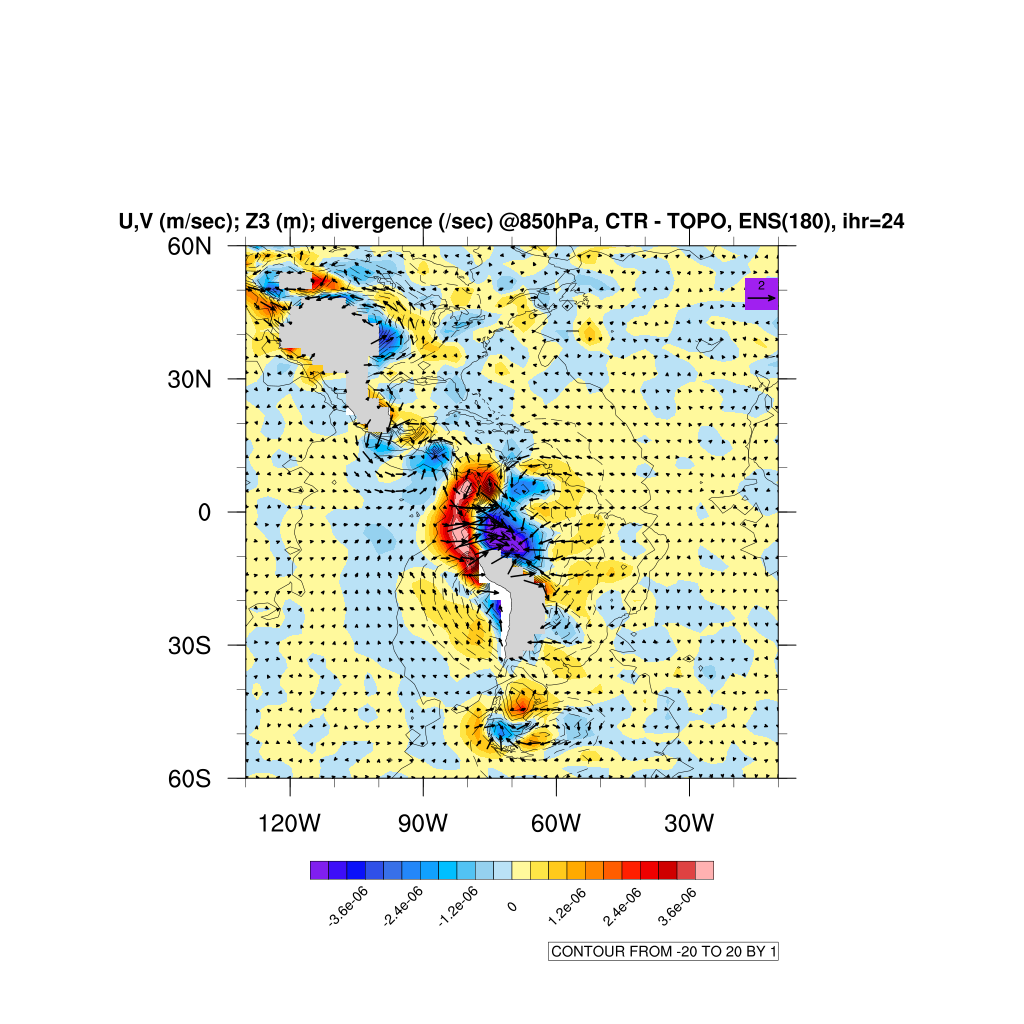 U,V (m/sec); Z3 (m); divergence (/sec) @850hPa, CTR - TOPO, ENS(180), ihr=24
60N
2
30N
0
30S
60S
120W 90W 60W 30W
-3.6e-06 -2.4e-06 -1.2e-06 0 1.2e-06 2.4e-06 3.6e-06
CONTOUR FROM -20 TO 20 BY 1